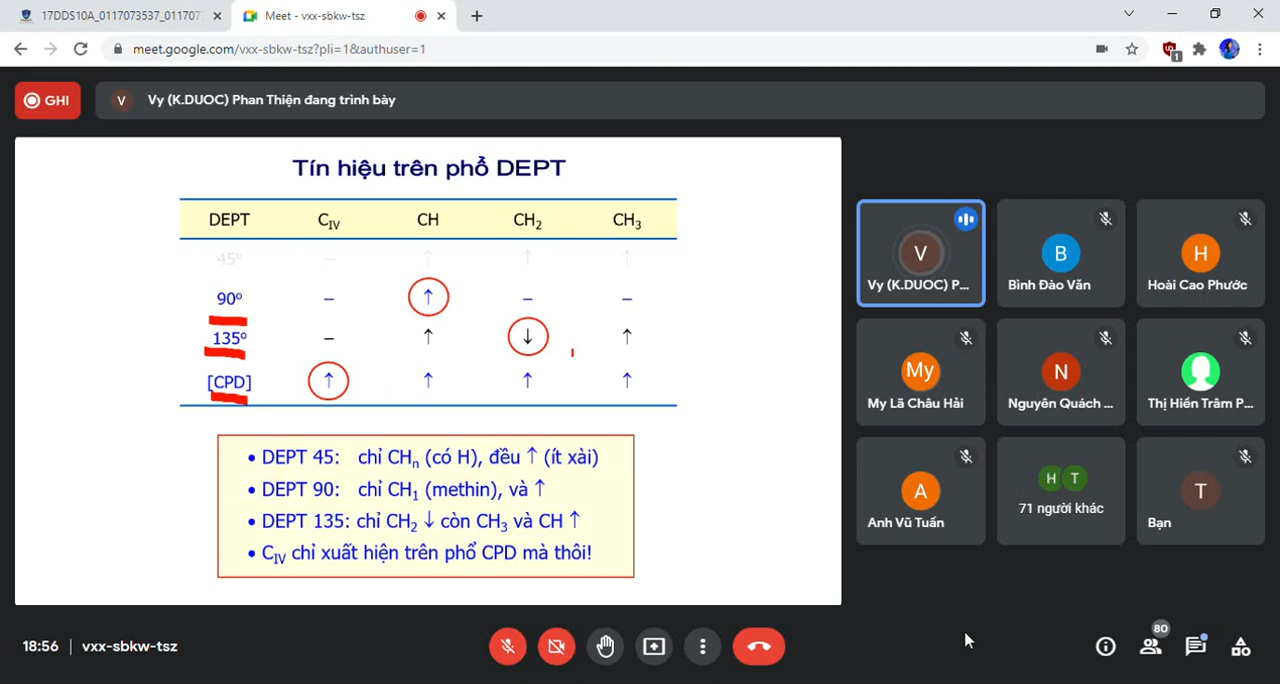 17DDS10A_0117073537_011707
Meet - vxx-sbkw-tsz
meet.google.com/vxx-sbkw-tsz?pli=1&authuser=1
1
GHI
V
Vy (K.DUOC) Phan Thiện đang trình bày
Tín hiệu trên phổ DEPT
DEPT C_IV CH CH₂ CH₃
45º – ↑ ↑ ↑
90º – ↑ – –
135º – ↑ ↓ ↑
[CPD] ↑ ↑ ↑ ↑
• DEPT 45: chỉ CHₙ (có H), đều ↑ (ít xài)
• DEPT 90: chỉ CH₁ (methin), và ↑
• DEPT 135: chỉ CH₂ ↓ còn CH₃ và CH ↑
• C_IV chỉ xuất hiện trên phổ CPD mà thôi!
V
Vy (K.DUOC) P...
B
Bình Đào Văn
H
Hoài Cao Phước
My
My Lã Châu Hải
N
Nguyên Quách ...
Thị Hiền Trâm P...
A
Anh Vũ Tuấn
H T
71 người khác
T
Bạn
18:56 | vxx-sbkw-tsz
80